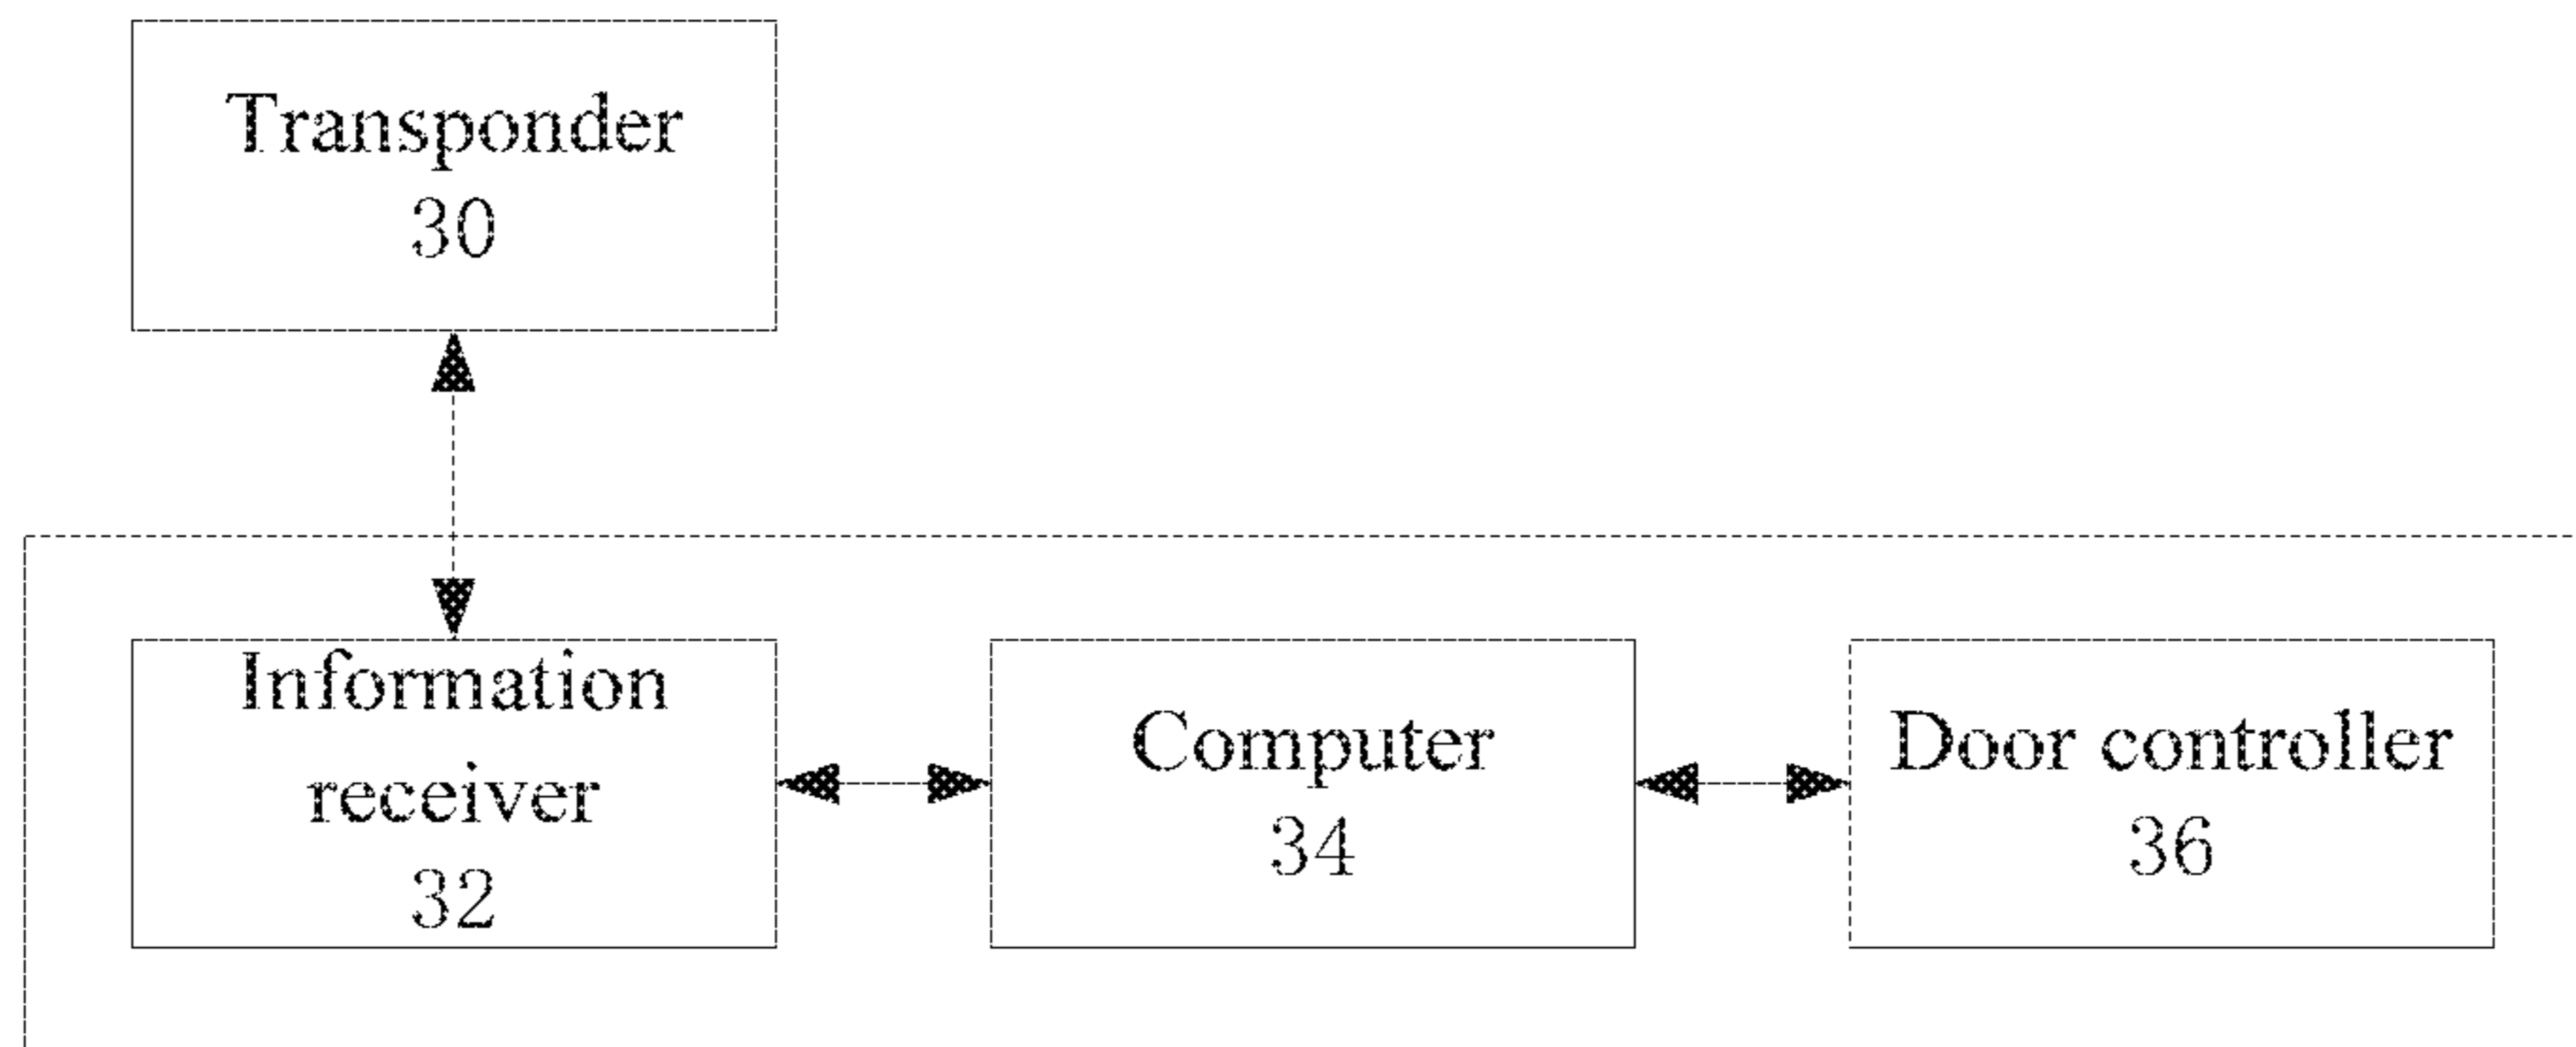 Transponder
30
Information
receiver
32
Computer
34
Door controller
36